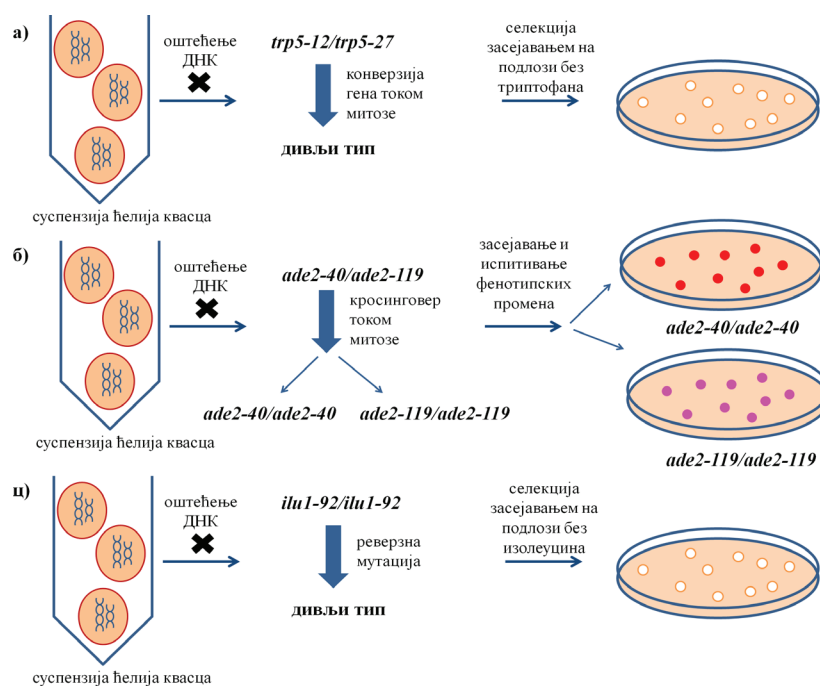 а)
оштећење
ДНК
trp5-12/trp5-27
конверзија
гена током
митозе
дивљи тип
селекција
засејавањем на
подлози без
триптофана
суспензија ћелија квасца
б)
оштећење
ДНК
ade2-40/ade2-119
кросинговер
током
митозе
ade2-40/ade2-40
ade2-119/ade2-119
засејавање и
испитивање
фенотипских
промена
ade2-40/ade2-40
ade2-119/ade2-119
суспензија ћелија квасца
ц)
оштећење
ДНК
ilu1-92/ilu1-92
реверзна
мутација
дивљи тип
селекција
засејавањем на
подлози без
изолеуцина
суспензија ћелија квасца